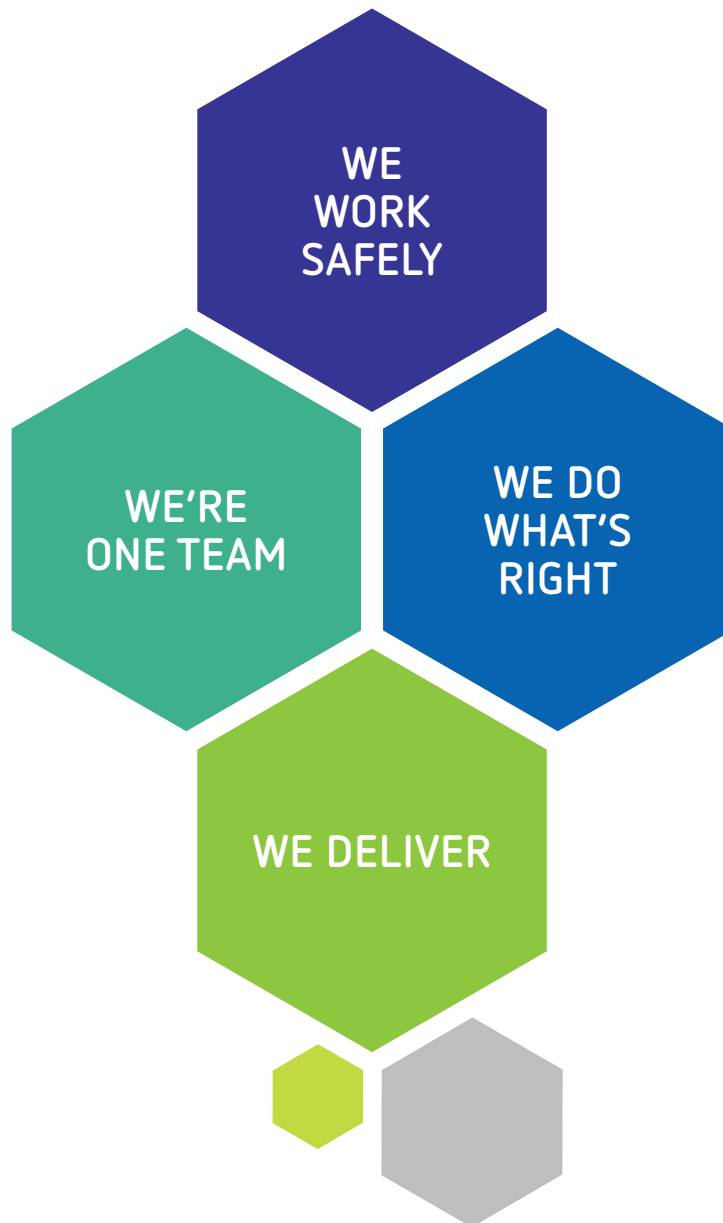 WE
WORK
SAFELY
WE'RE
ONE TEAM
WE DO
WHAT'S
RIGHT
WE DELIVER